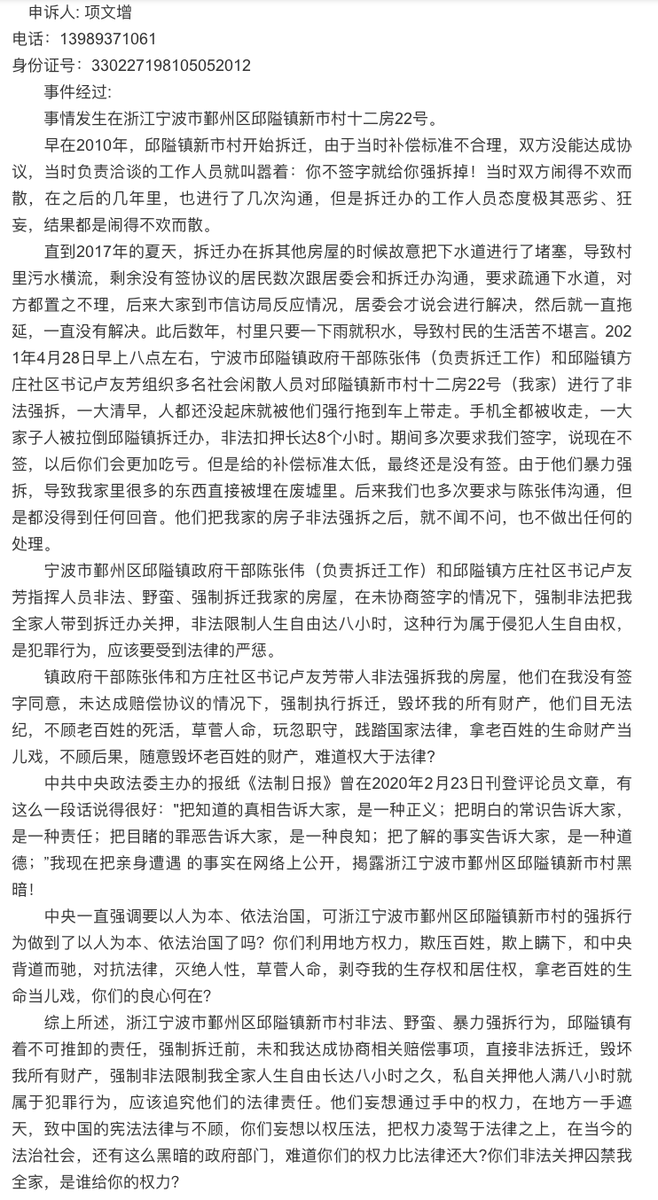 申诉人: 项文增
电话：13989371061
身份证号：330227198105052012
事件经过:
事情发生在浙江宁波市鄞州区邱隘镇新市村十二房22号。
早在2010年，邱隘镇新市村开始拆迁，由于当时补偿标准不合理，双方没能达成协
议，当时负责洽谈的工作人员就叫嚣着：你不签字就给你强拆掉！当时双方闹得不欢而
散，在之后的几年里，也进行了几次沟通，但是拆迁办的工作人员态度极其恶劣、狂
妄，结果都是闹得不欢而散。
直到2017年的夏天，拆迁办在拆其他房屋的时候故意把下水道进行了堵塞，导致村
里污水横流，剩余没有签协议的居民数次跟居委会和拆迁办沟通，要求疏通下水道，对
方都置之不理，后来大家到市信访局反应情况，居委会才说会进行解决，然后就一直拖
延，一直没有解决。此后数年，村里只要一下雨就积水，导致村民的生活苦不堪言。202
1年4月28日早上八点左右，宁波市邱隘镇政府干部陈张伟（负责拆迁工作）和邱隘镇方
庄社区书记卢友芳组织多名社会闲散人员对邱隘镇新市村十二房22号（我家）进行了非
法强拆，一大清早，人都还没起床就被他们强行拖到车上带走。手机全都被收走，一大
家子人被拉倒邱隘镇拆迁办，非法扣押长达8个小时。期间多次要求我们签字，说现在不
签，以后你们会更加吃亏。但是给的补偿标准太低，最终还是没有签。由于他们暴力强
拆，导致我家里很多的东西直接被埋在废墟里。后来我们也多次要求与陈张伟沟通，但
是都没得到任何回音。他们把我家的房子非法强拆之后，就不闻不问，也不做出任何的
处理。
宁波市鄞州区邱隘镇政府干部陈张伟（负责拆迁工作）和邱隘镇方庄社区书记卢友
芳指挥人员非法、野蛮、强制拆迁我家的房屋，在未协商签字的情况下，强制非法把我
全家人带到拆迁办关押，非法限制人生自由达八小时，这种行为属于侵犯人生自由权，
是犯罪行为，应该要受到法律的严惩。
镇政府干部陈张伟和方庄社区书记卢友芳带人非法强拆我的房屋，他们在我没有签
字同意，未达成赔偿协议的情况下，强制执行拆迁，毁坏我的所有财产，他们目无法
纪，不顾老百姓的死活，草菅人命，玩忽职守，践踏国家法律，拿老百姓的生命财产当
儿戏，不顾后果，随意毁坏老百姓的财产，难道权大于法律?
中共中央政法委主办的报纸《法制日报》曾在2020年2月23日刊登评论员文章，有
这么一段话说得很好："把知道的真相告诉大家，是一种正义；把明白的常识告诉大家，
是一种责任；把目睹的罪恶告诉大家，是一种良知；把了解的事实告诉大家，是一种道
德；"我现在把亲身遭遇 的事实在网络上公开，揭露浙江宁波市鄞州区邱隘镇新市村黑
暗！
中央一直强调要以人为本、依法治国，可浙江宁波市鄞州区邱隘镇新市村的强拆行
为做到了以人为本、依法治国了吗？你们利用地方权力，欺压百姓，欺上瞒下，和中央
背道而驰，对抗法律，灭绝人性，草菅人命，剥夺我的生存权和居住权，拿老百姓的生
命当儿戏，你们的良心何在?
综上所述，浙江宁波市鄞州区邱隘镇新市村非法、野蛮、暴力强拆行为，邱隘镇有
着不可推卸的责任，强制拆迁前，未和我达成协商相关赔偿事项，直接非法拆迁，毁坏
我所有财产，强制非法限制我全家人生自由长达八小时之久，私自关押他人满八小时就
属于犯罪行为，应该追究他们的法律责任。他们妄想通过手中的权力，在地方一手遮
天，致中国的宪法法律与不顾，你们妄想以权压法，把权力凌驾于法律之上，在当今的
法治社会，还有这么黑暗的政府部门，难道你们的权力比法律还大?你们非法关押囚禁我
全家，是谁给你的权力?